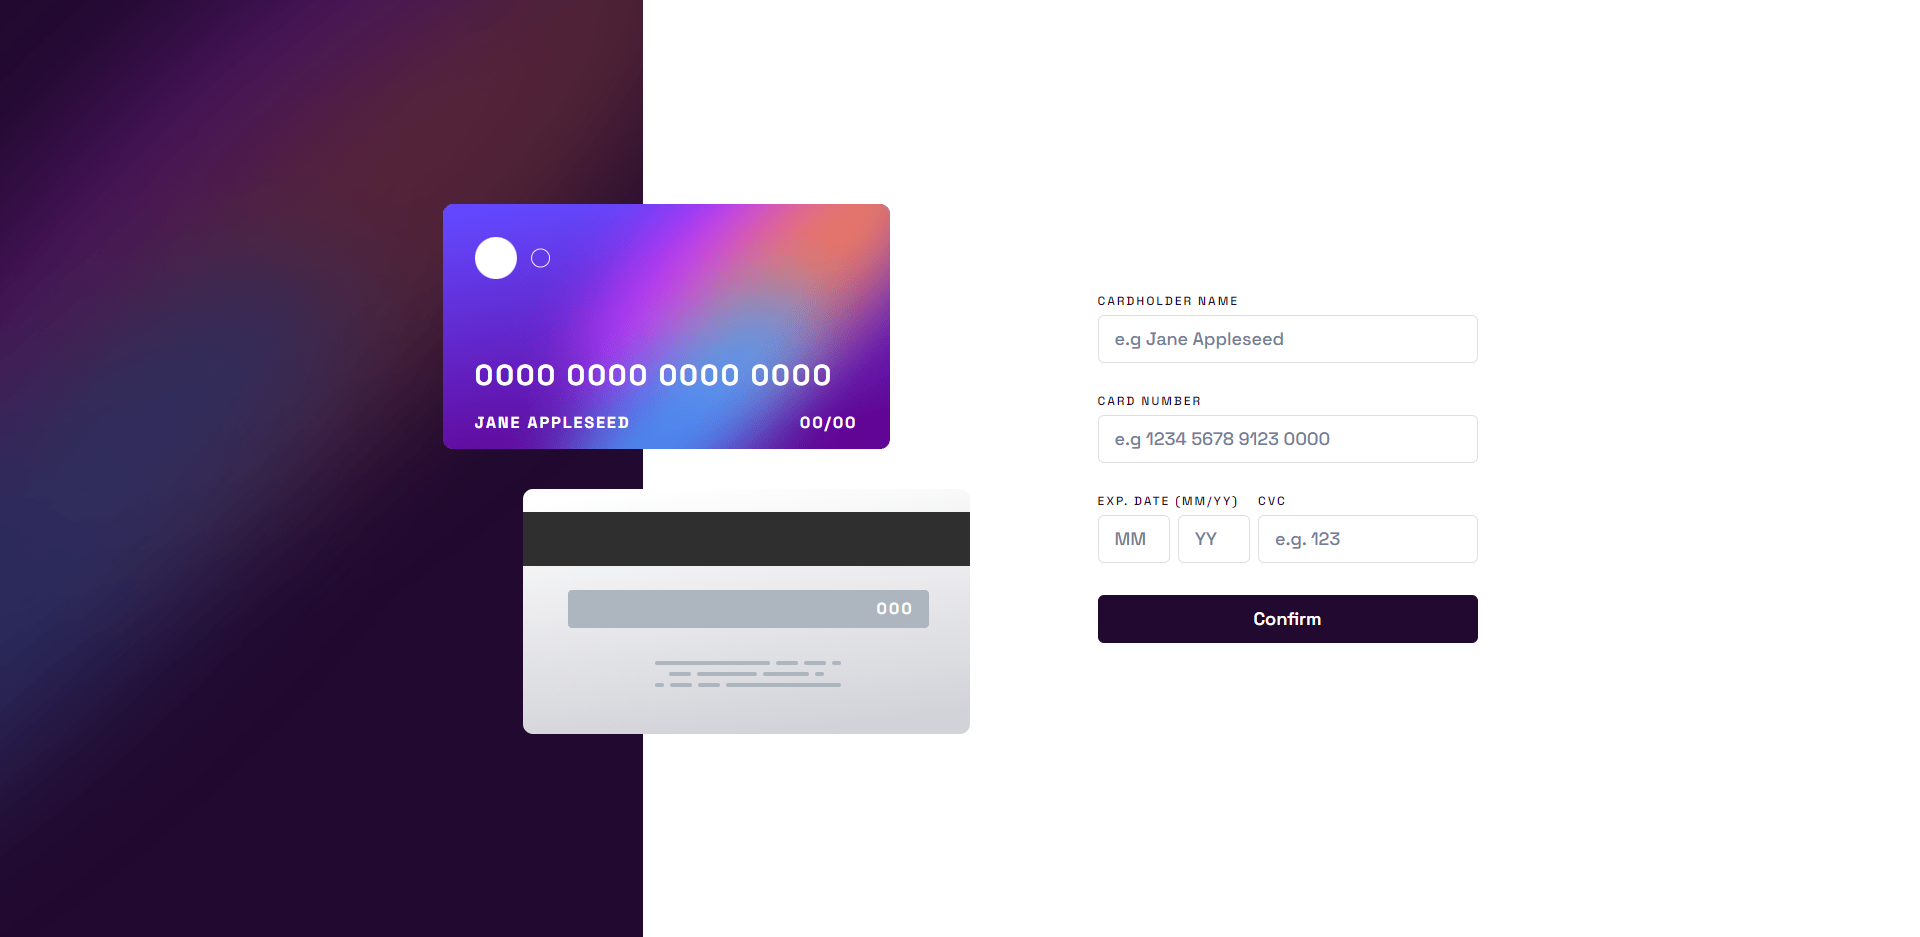 0000 0000 0000 0000
JANE APPLESEED 00/00
000
CARDHOLDER NAME
e.g Jane Appleseed
CARD NUMBER
e.g 1234 5678 9123 0000
EXP. DATE (MM/YY) CVC
MM YY e.g. 123
Confirm